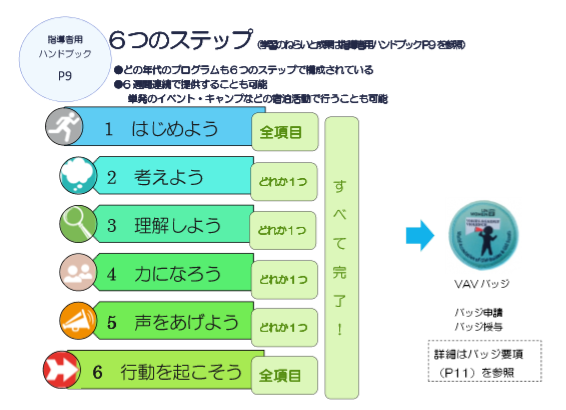 指導者用
ハンドブック
P9
6つのステップ (学習のねらいと成果は指導者用ハンドブックP9を参照)
●どの年代のプログラムも6つのステップで構成されている
●6週間連続で提供することも可能
単発のイベント・キャンプなどの宿泊活動で行うことも可能
1 はじめよう 全項目
2 考えよう どれか1つ
3 理解しよう どれか1つ
4 力になろう どれか1つ
5 声をあげよう どれか1つ
6 行動を起こそう 全項目
すべて完了!
VAVバッジ
バッジ申請
バッジ授与
詳細はバッジ要項
(P11)を参照